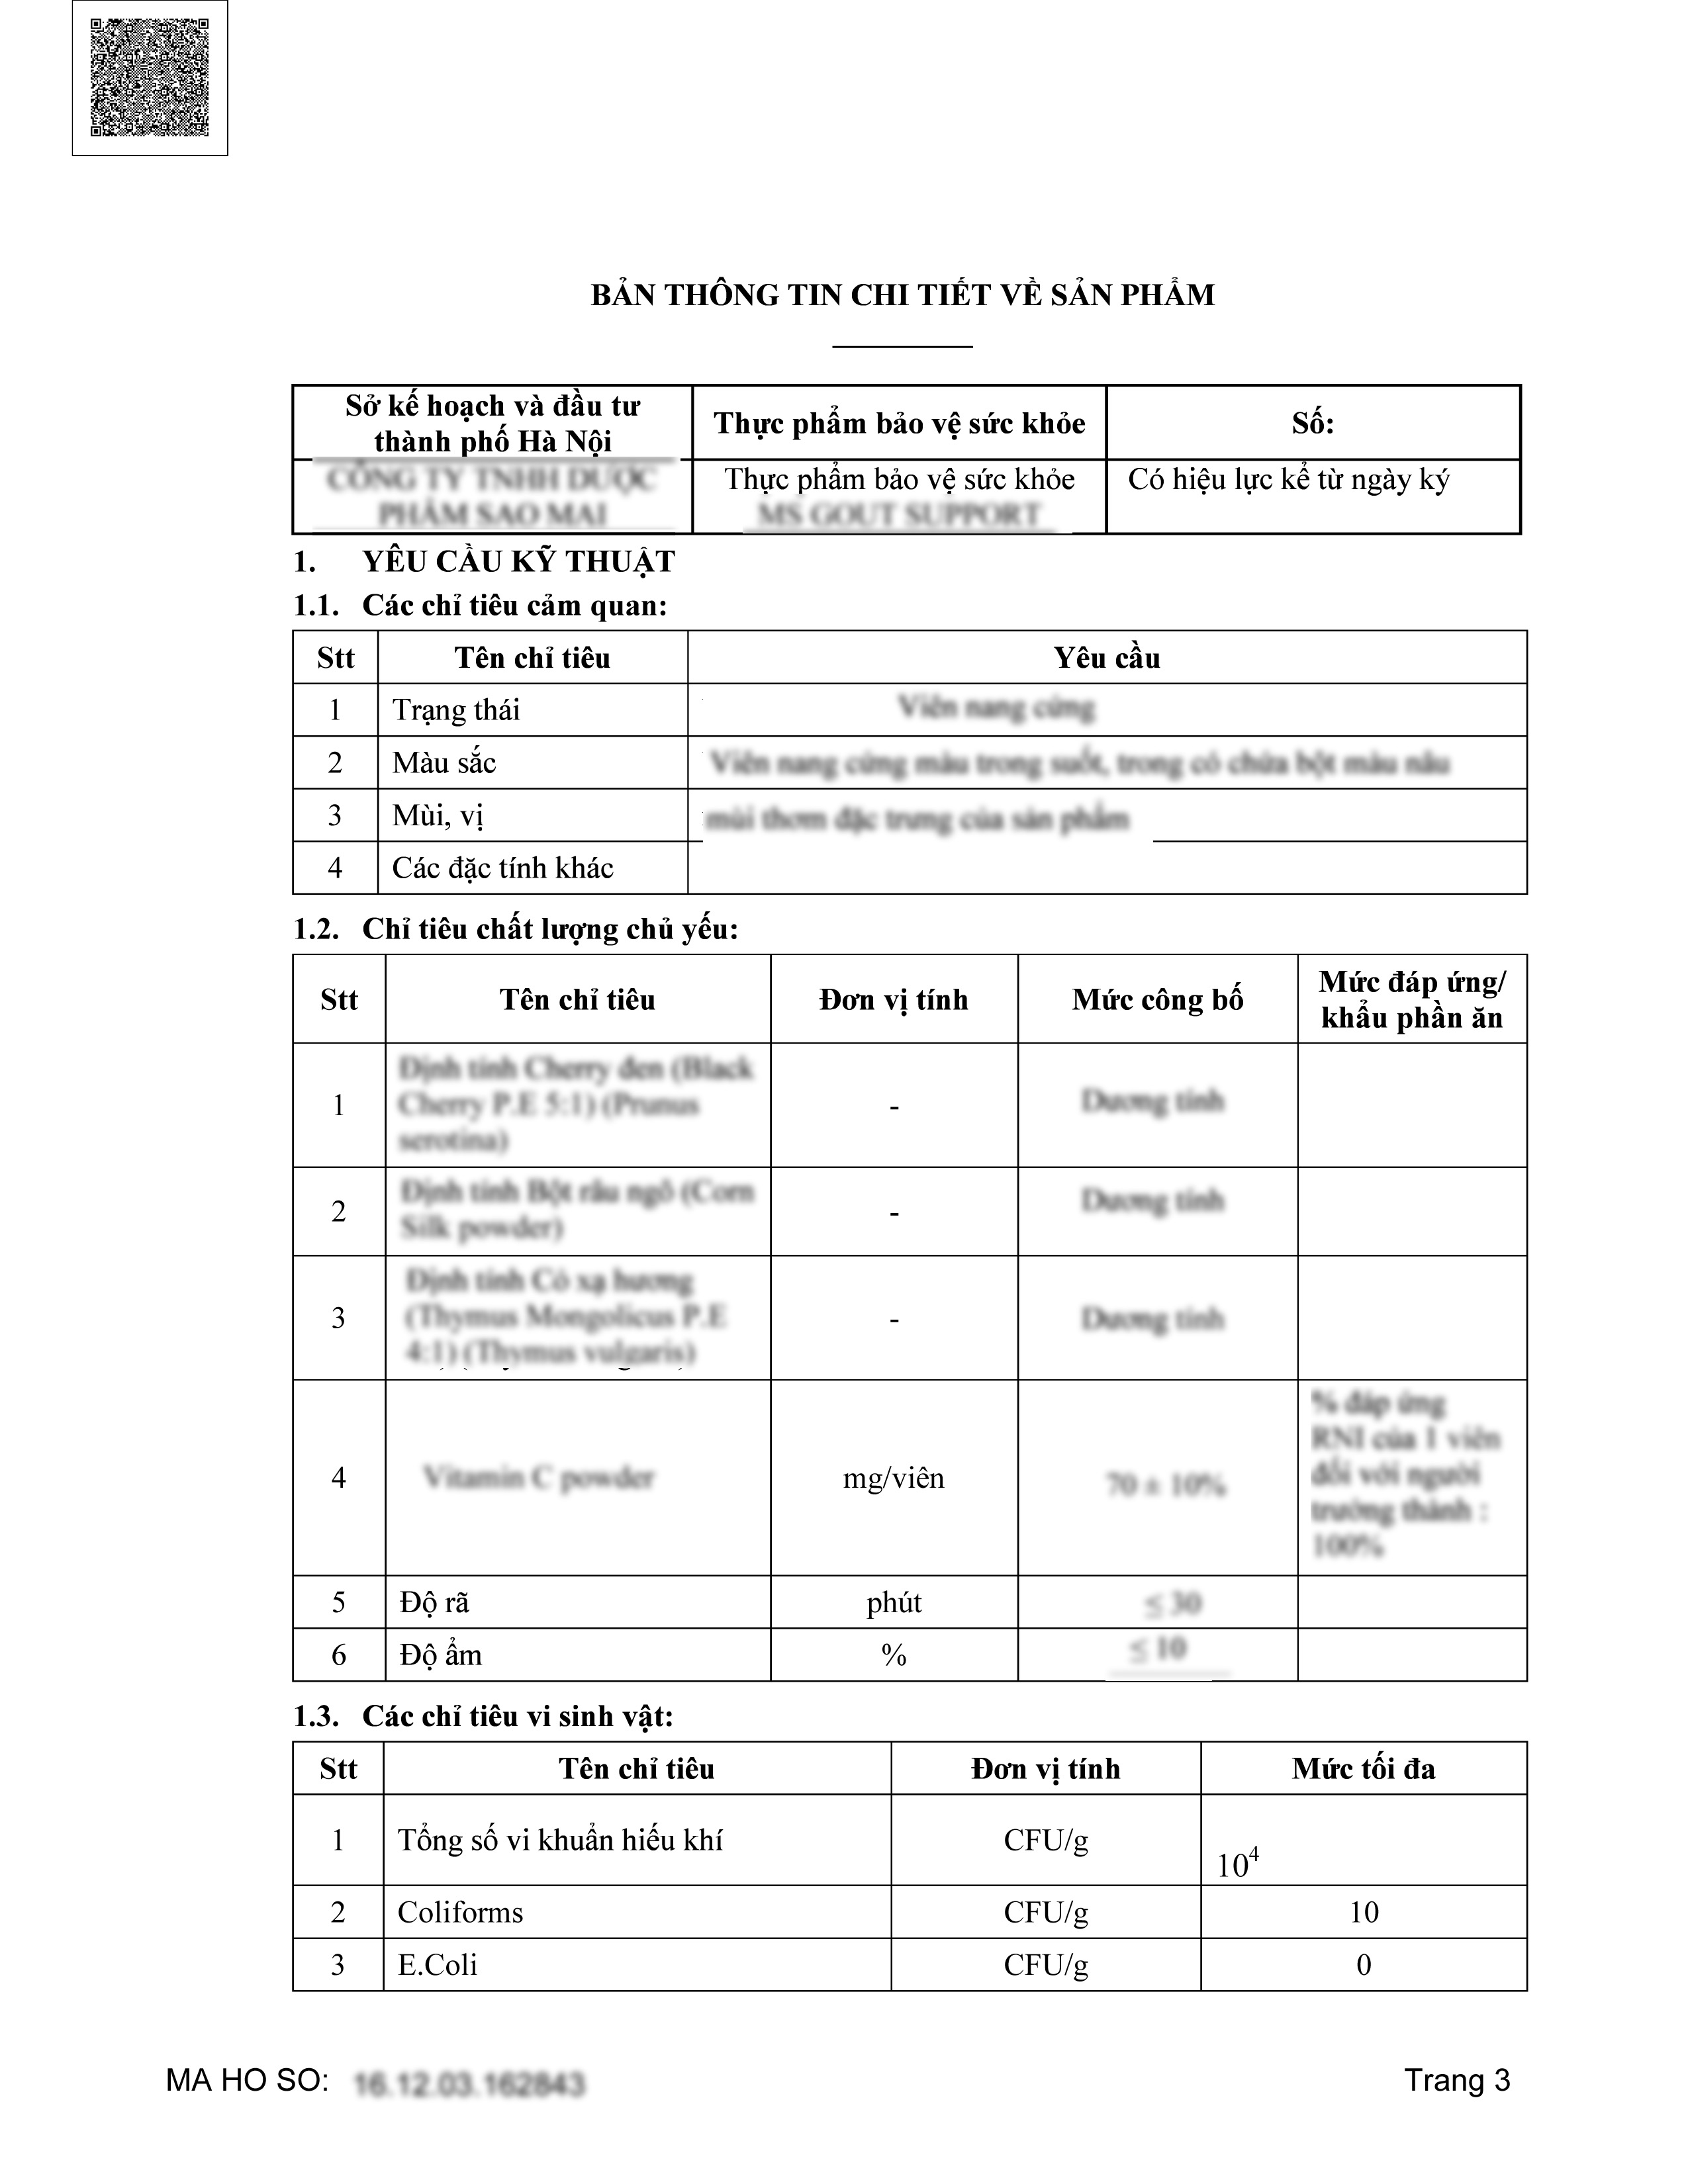 BẢN THÔNG TIN CHI TIẾT VỀ SẢN PHẨM
Sở kế hoạch và đầu tư
thành phố Hà Nội
Thực phẩm bảo vệ sức khỏe
Số:
CÔNG TY TNHH DƯỢC
PHẨM SAO MAI
Thực phẩm bảo vệ sức khỏe
MS GOUT SUPPORT
Có hiệu lực kể từ ngày ký
1. YÊU CẦU KỸ THUẬT
1.1. Các chỉ tiêu cảm quan:
Stt Tên chỉ tiêu Yêu cầu
1 Trạng thái Viên nang cứng
2 Màu sắc Viên nang cứng màu trong suốt, trong có chứa bột màu nâu
3 Mùi, vị mùi thơm đặc trưng của sản phẩm
4 Các đặc tính khác
1.2. Chỉ tiêu chất lượng chủ yếu:
Stt Tên chỉ tiêu Đơn vị tính Mức công bố
Mức đáp ứng/
khẩu phần ăn
Định tính Cherry đen (Black
Cherry P.E 5:1) (Prunus
serotina)
1 - Dương tính
Định tính Bột râu ngô (Corn
Silk powder)
2 - Dương tính
Định tính Cỏ xạ hương
(Thymus Mongolicus P.E
4:1) (Thymus vulgaris)
3 - Dương tính
4 Vitamin C powder mg/viên 70 ± 10%
% đáp ứng
RNI của 1 viên
đối với người
trưởng thành :
100%
5 Độ rã phút ≤ 30
6 Độ ẩm % ≤ 10
1.3. Các chỉ tiêu vi sinh vật:
Stt Tên chỉ tiêu Đơn vị tính Mức tối đa
1 Tổng số vi khuẩn hiếu khí CFU/g 10⁴
2 Coliforms CFU/g 10
3 E.Coli CFU/g 0
MA HO SO: 16.12.03.162843 Trang 3